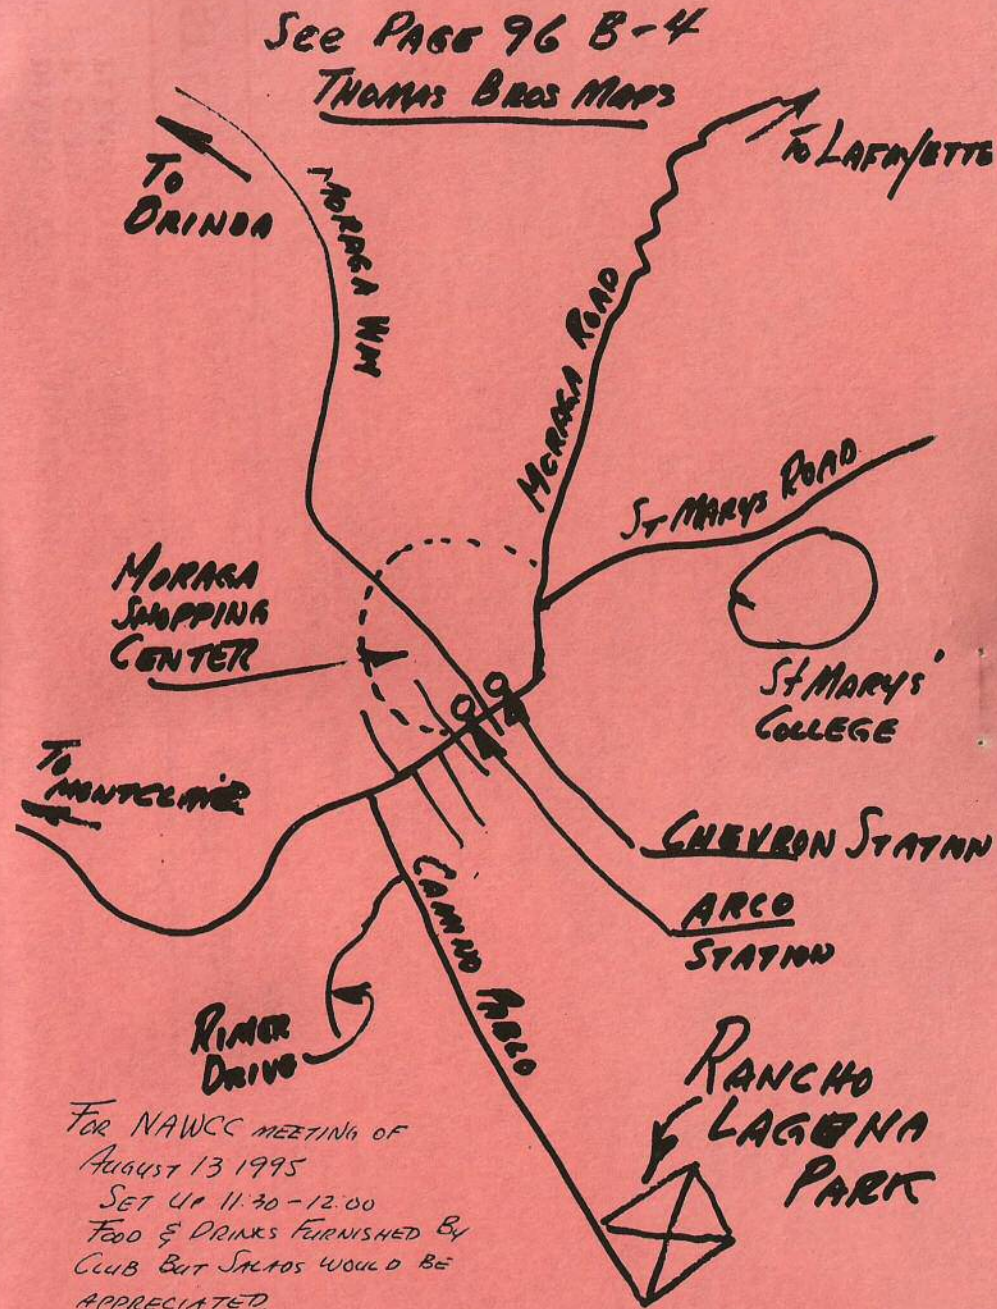 See PAGE 96 B-4
THOMAS BROS MAPS
TO LAFAYETTE
TO
ORINDA
MORAGA WAY
MORAGA ROAD
ST MARYS ROAD
MORAGA
SHOPPING
CENTER
St MARY'S
COLLEGE
TO
MONTCLAIR
CHEVRON STATION
ARCO
STATION
CAMINO PABLO
RIMER
DRIVE
RANCHO
LAGUNA
PARK
FOR NAWCC MEETING OF
AUGUST 13 1995
SET UP 11:30-12:00
FOOD & DRINKS FURNISHED BY
CLUB BUT SALADS WOULD BE
APPRECIATED